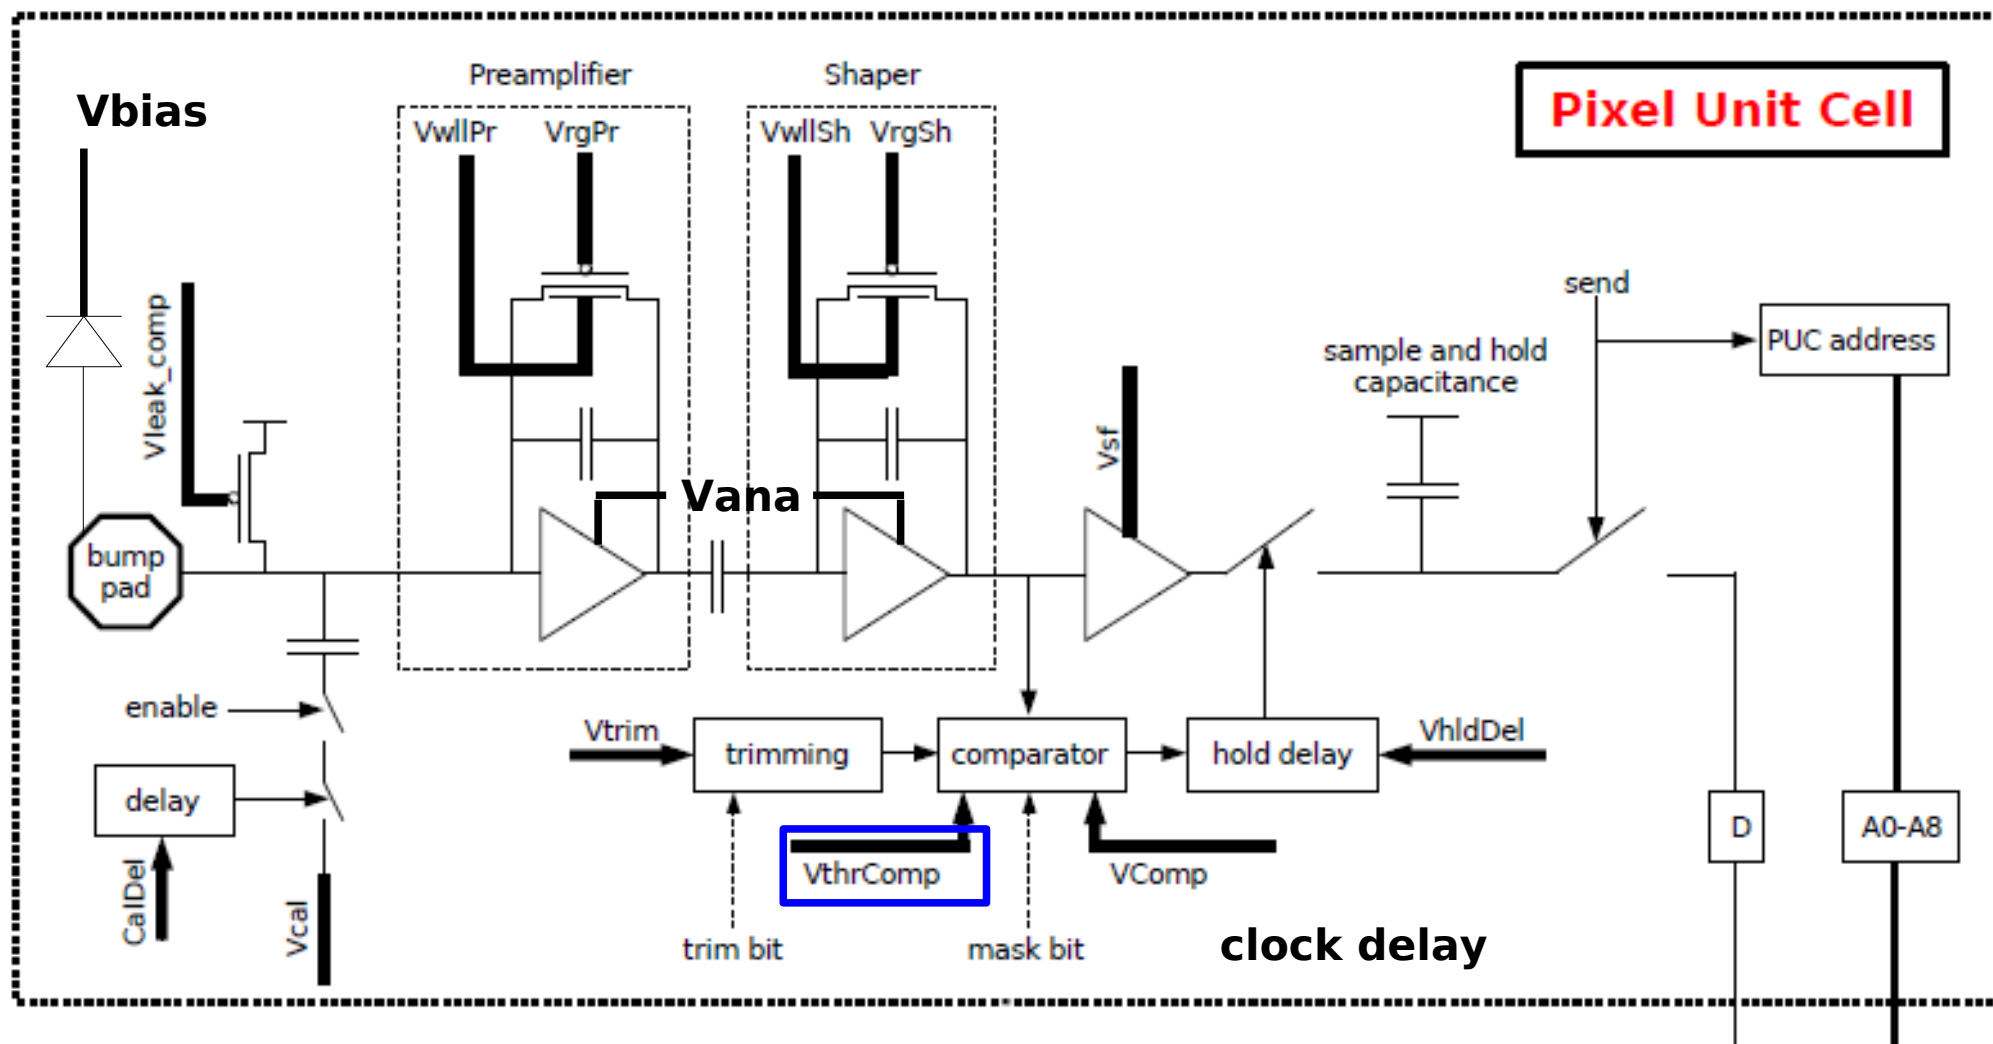 Preamplifier
Shaper
Vbias
Pixel Unit Cell
VwllPr
VrgPr
VwllSh
VrgSh
send
Vleak_comp
PUC address
sample and hold
capacitance
Vsf
Vana
bump
pad
enable
Vtrim
trimming
comparator
hold delay
VhldDel
delay
D
A0-A8
VthrComp
VComp
CalDel
Vcal
trim bit
mask bit
clock delay